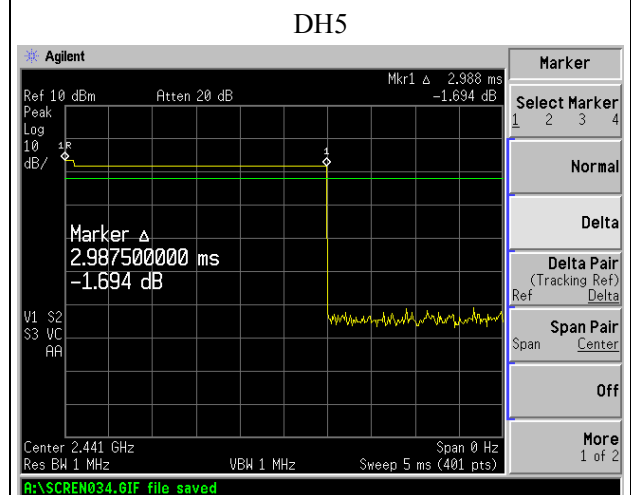 DH5
Agilent
Marker
Mkr1 Δ 2.988 ms
Ref 10 dBm Atten 20 dB -1.694 dB
Peak
Log
10
dB/
1R
1
Marker Δ
2.987500000 ms
-1.694 dB
V1 S2
S3 VC
AA
Center 2.441 GHz Span 0 Hz
Res BW 1 MHz VBW 1 MHz Sweep 5 ms (401 pts)
A:\SCREN034.GIF file saved
Select Marker
1 2 3 4
Normal
Delta
Delta Pair
(Tracking Ref)
Ref Delta
Span Pair
Span Center
Off
More
1 of 2